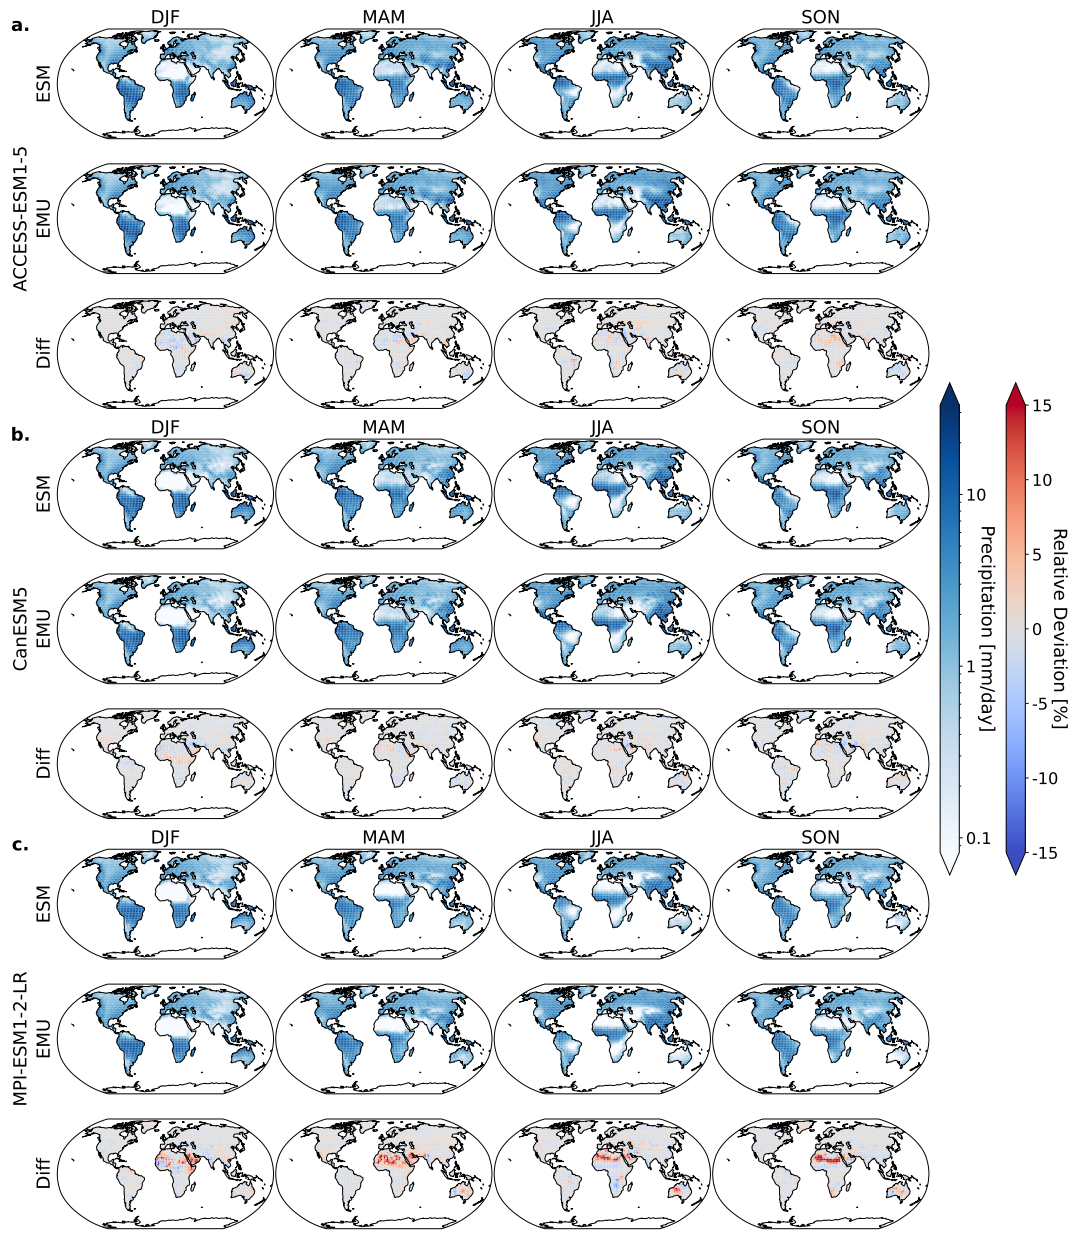 a.
DJF MAM JJA SON
ACCESS-ESM1-5
ESM
EMU
Diff
b.
DJF MAM JJA SON
CanESM5
ESM
EMU
Diff
c.
DJF MAM JJA SON
MPI-ESM1-2-LR
ESM
EMU
Diff
10
1
0.1
Precipitation [mm/day]
15
10
5
0
-5
-10
-15
Relative Deviation [%]